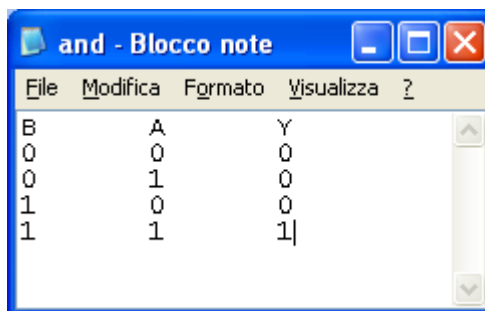 and - Blocco note
File Modifica Formato Visualizza ?
B A Y
0 0 0
0 1 0
1 0 0
1 1 1